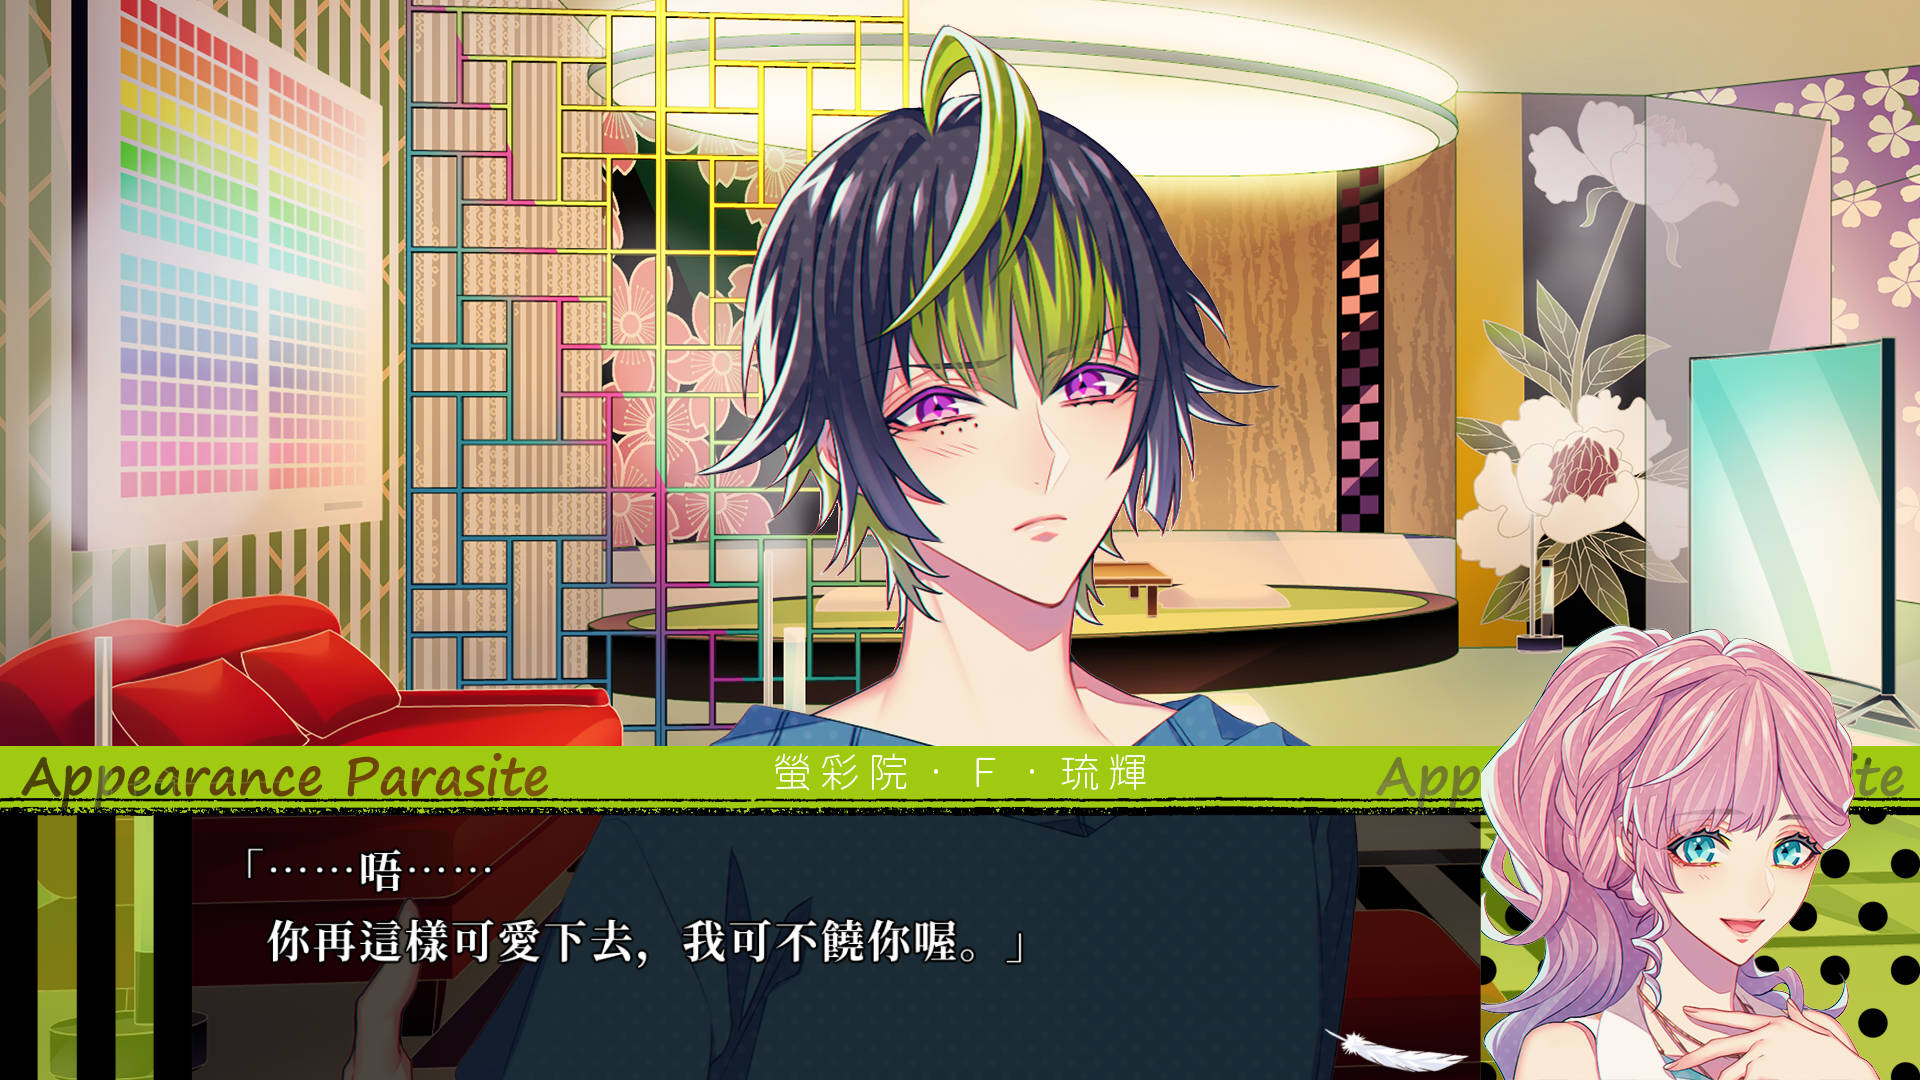 Appearance Parasite
螢彩院・F・琉輝
App
te
「……唔……
你再這樣可愛下去，我可不饒你喔。」